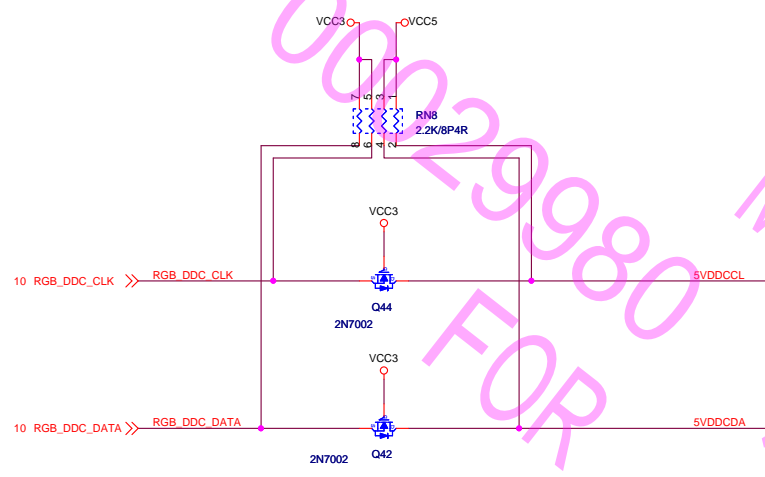 VCC3 VCC5
7 5 3 1
RN8
2.2K/8P4R
8 6 4 2
VCC3
10 RGB_DDC_CLK RGB_DDC_CLK 5VDDCCL
Q44
2N7002
VCC3
10 RGB_DDC_DATA RGB_DDC_DATA 5VDDCDA
Q42
2N7002
00029980
FOR